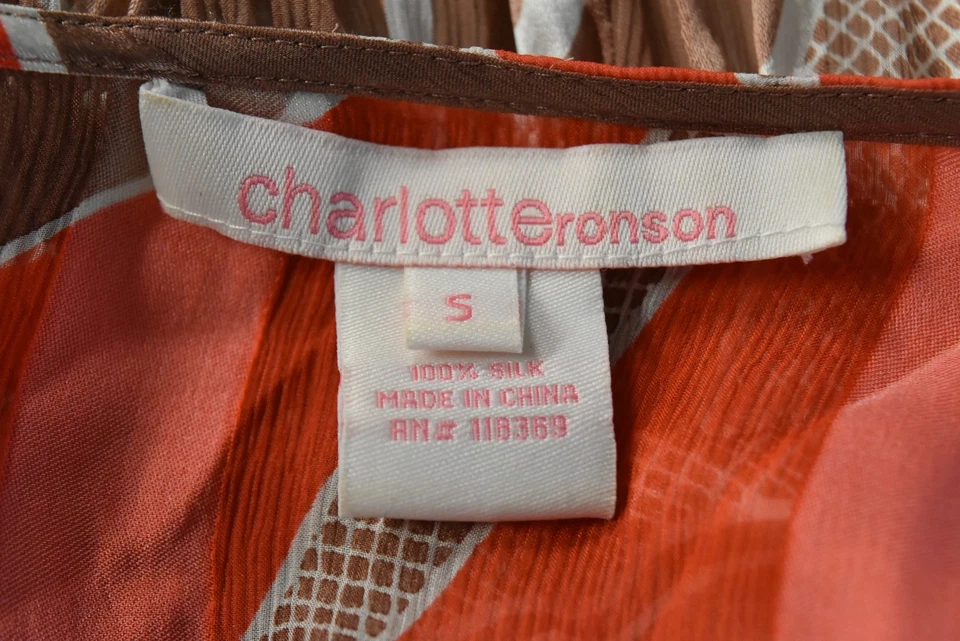 charlotteronson
S
100% SILK
MADE IN CHINA
RN# 116369